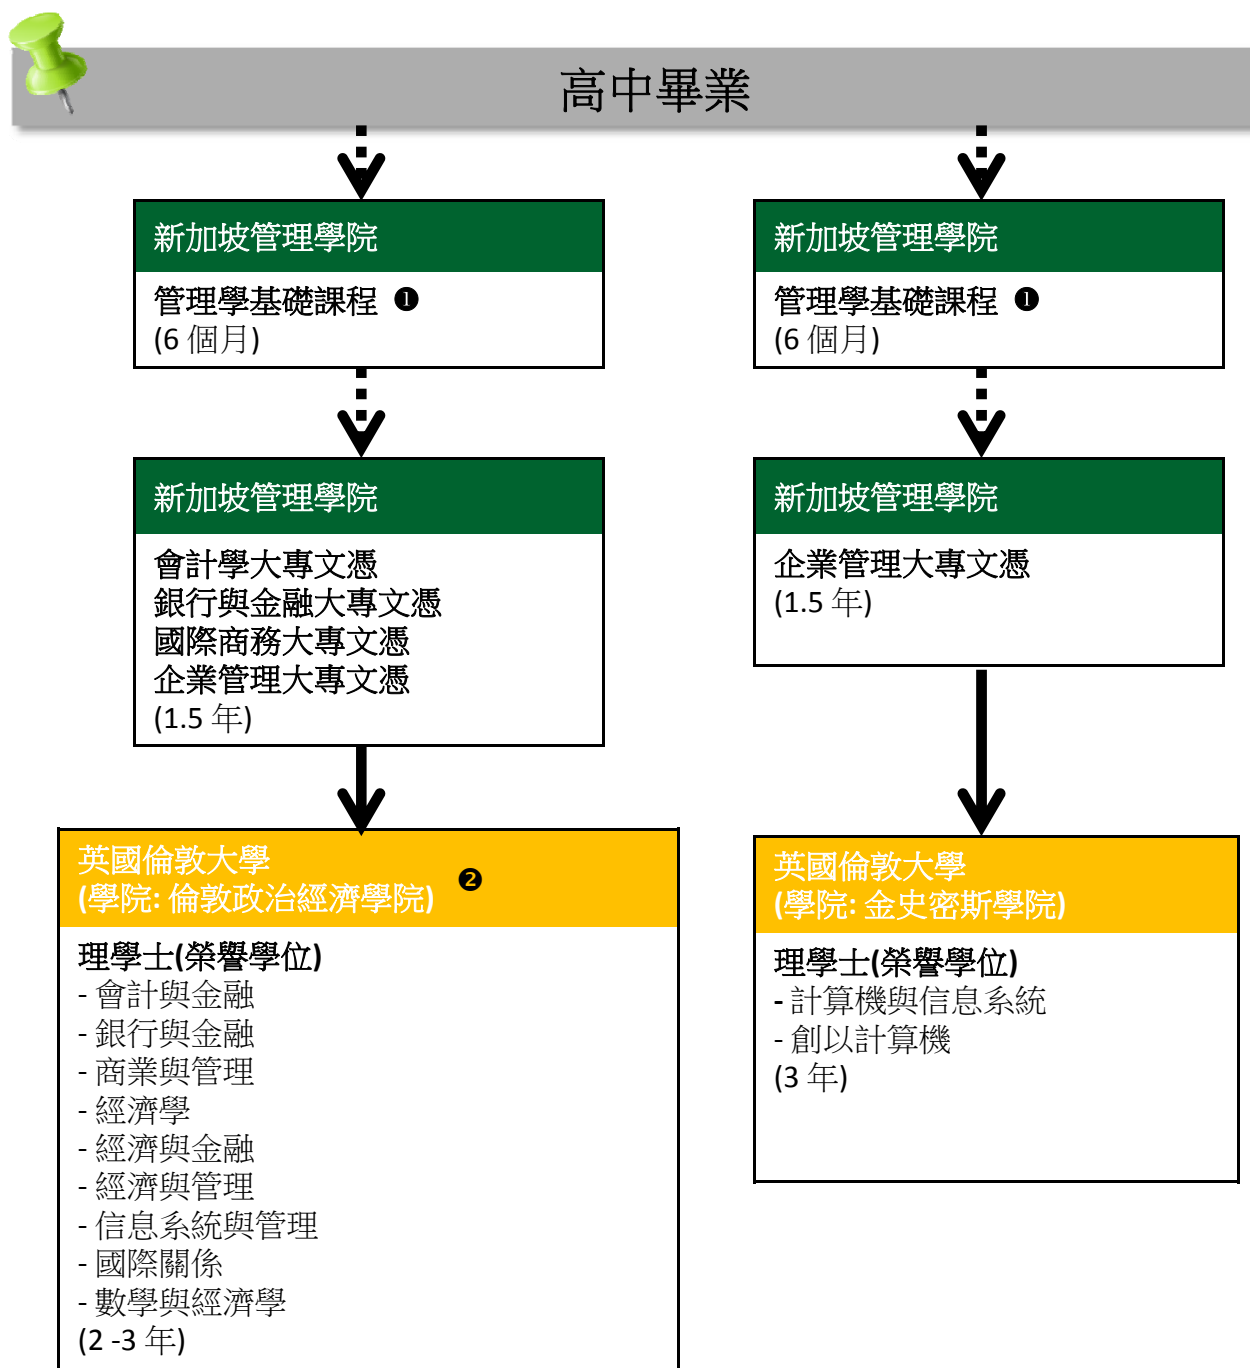 高中畢業
新加坡管理學院
管理學基礎課程 ❶
(6 個月)
新加坡管理學院
會計學大專文憑
銀行與金融大專文憑
國際商務大專文憑
企業管理大專文憑
(1.5 年)
英國倫敦大學
(學院: 倫敦政治經濟學院) ❷
理學士(榮譽學位)
- 會計與金融
- 銀行與金融
- 商業與管理
- 經濟學
- 經濟與金融
- 經濟與管理
- 信息系統與管理
- 國際關係
- 數學與經濟學
(2 -3 年)
新加坡管理學院
管理學基礎課程 ❶
(6 個月)
新加坡管理學院
企業管理大專文憑
(1.5 年)
英國倫敦大學
(學院: 金史密斯學院)
理學士(榮譽學位)
- 計算機與信息系統
- 創以計算機
(3 年)